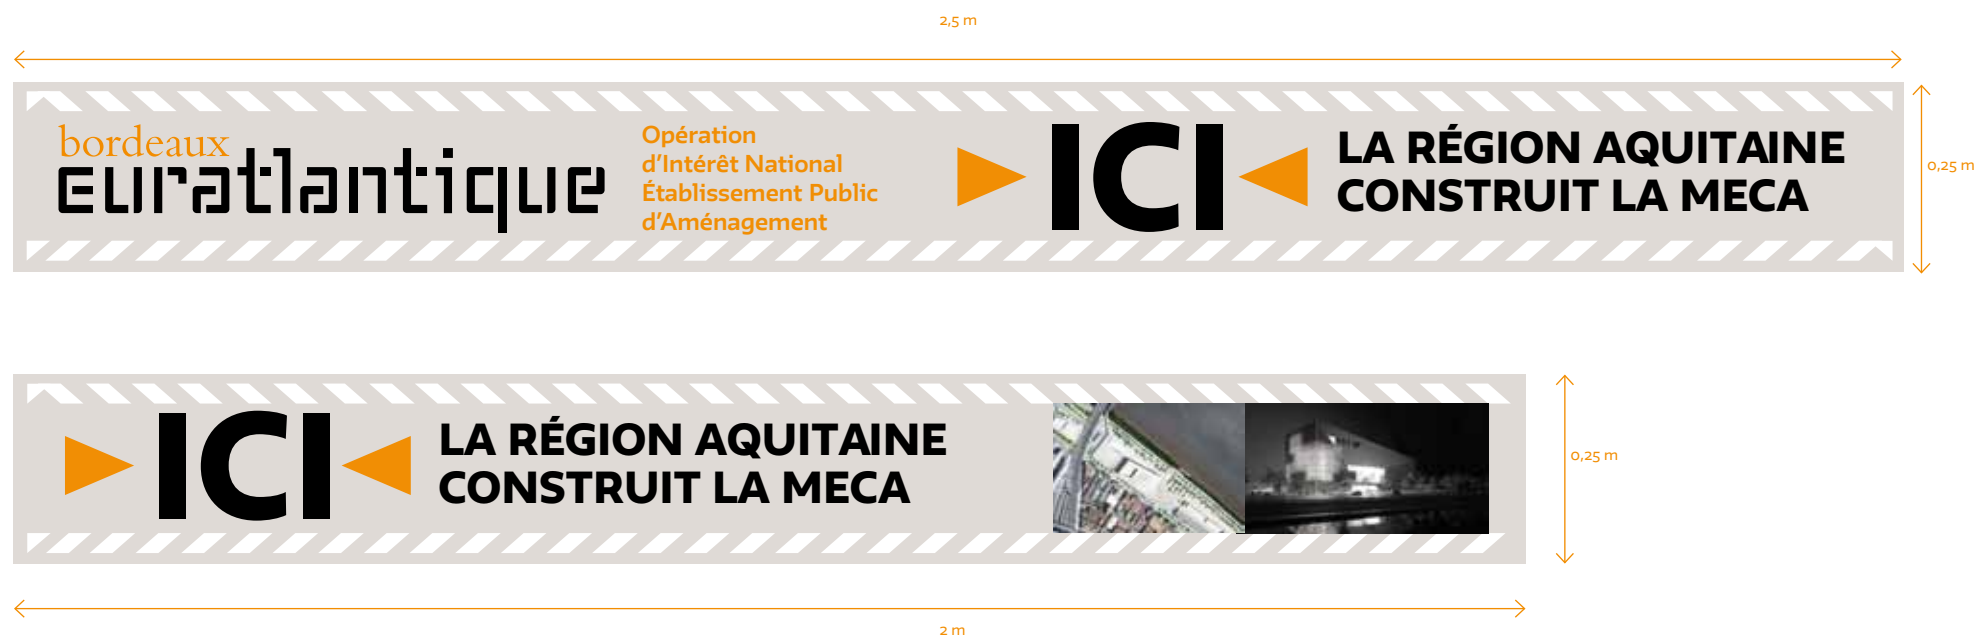 2,5 m
bordeaux
euratlantique
Opération
d'Intérêt National
Établissement Public
d'Aménagement
ICI
LA RÉGION AQUITAINE
CONSTRUIT LA MECA
0,25 m
ICI
LA RÉGION AQUITAINE
CONSTRUIT LA MECA
0,25 m
2 m